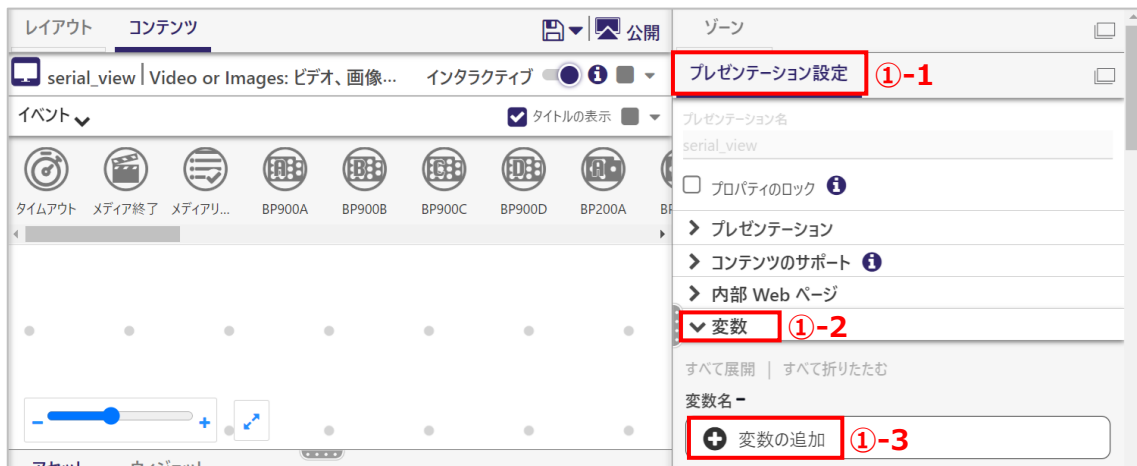 レイアウト コンテンツ 公開
serial_view Video or Images: ビデオ、画像... インタラクティブ
イベント タイトルの表示
タイムアウト メディア終了 メディアリ... BP900A BP900B BP900C BP900D BP200A
ゾーン
プレゼンテーション設定 ①-1
プレゼンテーション名
serial_view
プロパティのロック
プレゼンテーション
コンテンツのサポート
内部 Web ページ
変数 ①-2
すべて展開 | すべて折りたたむ
変数名
変数の追加 ①-3